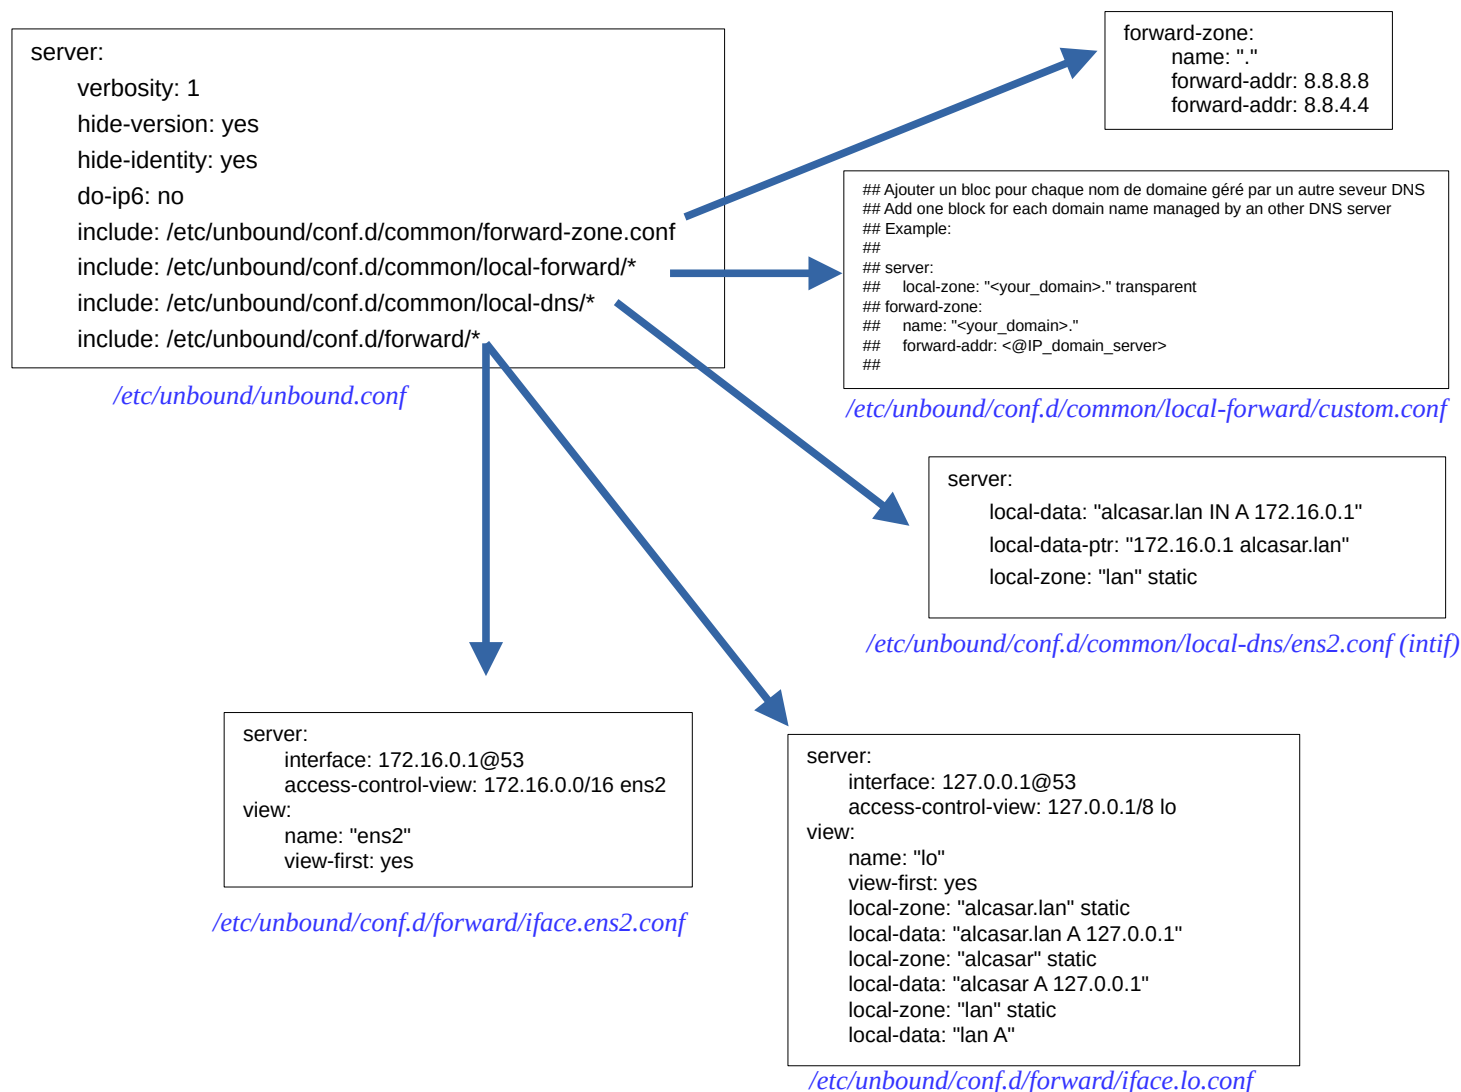 server:
verbosity: 1
hide-version: yes
hide-identity: yes
do-ip6: no
include: /etc/unbound/conf.d/common/forward-zone.conf
include: /etc/unbound/conf.d/common/local-forward/*
include: /etc/unbound/conf.d/common/local-dns/*
include: /etc/unbound/conf.d/forward/*
/etc/unbound/unbound.conf
forward-zone:
name: "."
forward-addr: 8.8.8.8
forward-addr: 8.8.4.4
## Ajouter un bloc pour chaque nom de domaine géré par un autre seveur DNS
## Add one block for each domain name managed by an other DNS server
## Example:
##
## server:
## local-zone: "<your_domain>." transparent
## forward-zone:
## name: "<your_domain>."
## forward-addr: <@IP_domain_server>
##
/etc/unbound/conf.d/common/local-forward/custom.conf
server:
local-data: "alcasar.lan IN A 172.16.0.1"
local-data-ptr: "172.16.0.1 alcasar.lan"
local-zone: "lan" static
/etc/unbound/conf.d/common/local-dns/ens2.conf (intif)
server:
interface: 172.16.0.1@53
access-control-view: 172.16.0.0/16 ens2
view:
name: "ens2"
view-first: yes
/etc/unbound/conf.d/forward/iface.ens2.conf
server:
interface: 127.0.0.1@53
access-control-view: 127.0.0.1/8 lo
view:
name: "lo"
view-first: yes
local-zone: "alcasar.lan" static
local-data: "alcasar.lan A 127.0.0.1"
local-zone: "alcasar" static
local-data: "alcasar A 127.0.0.1"
local-zone: "lan" static
local-data: "lan A"
/etc/unbound/conf.d/forward/iface.lo.conf